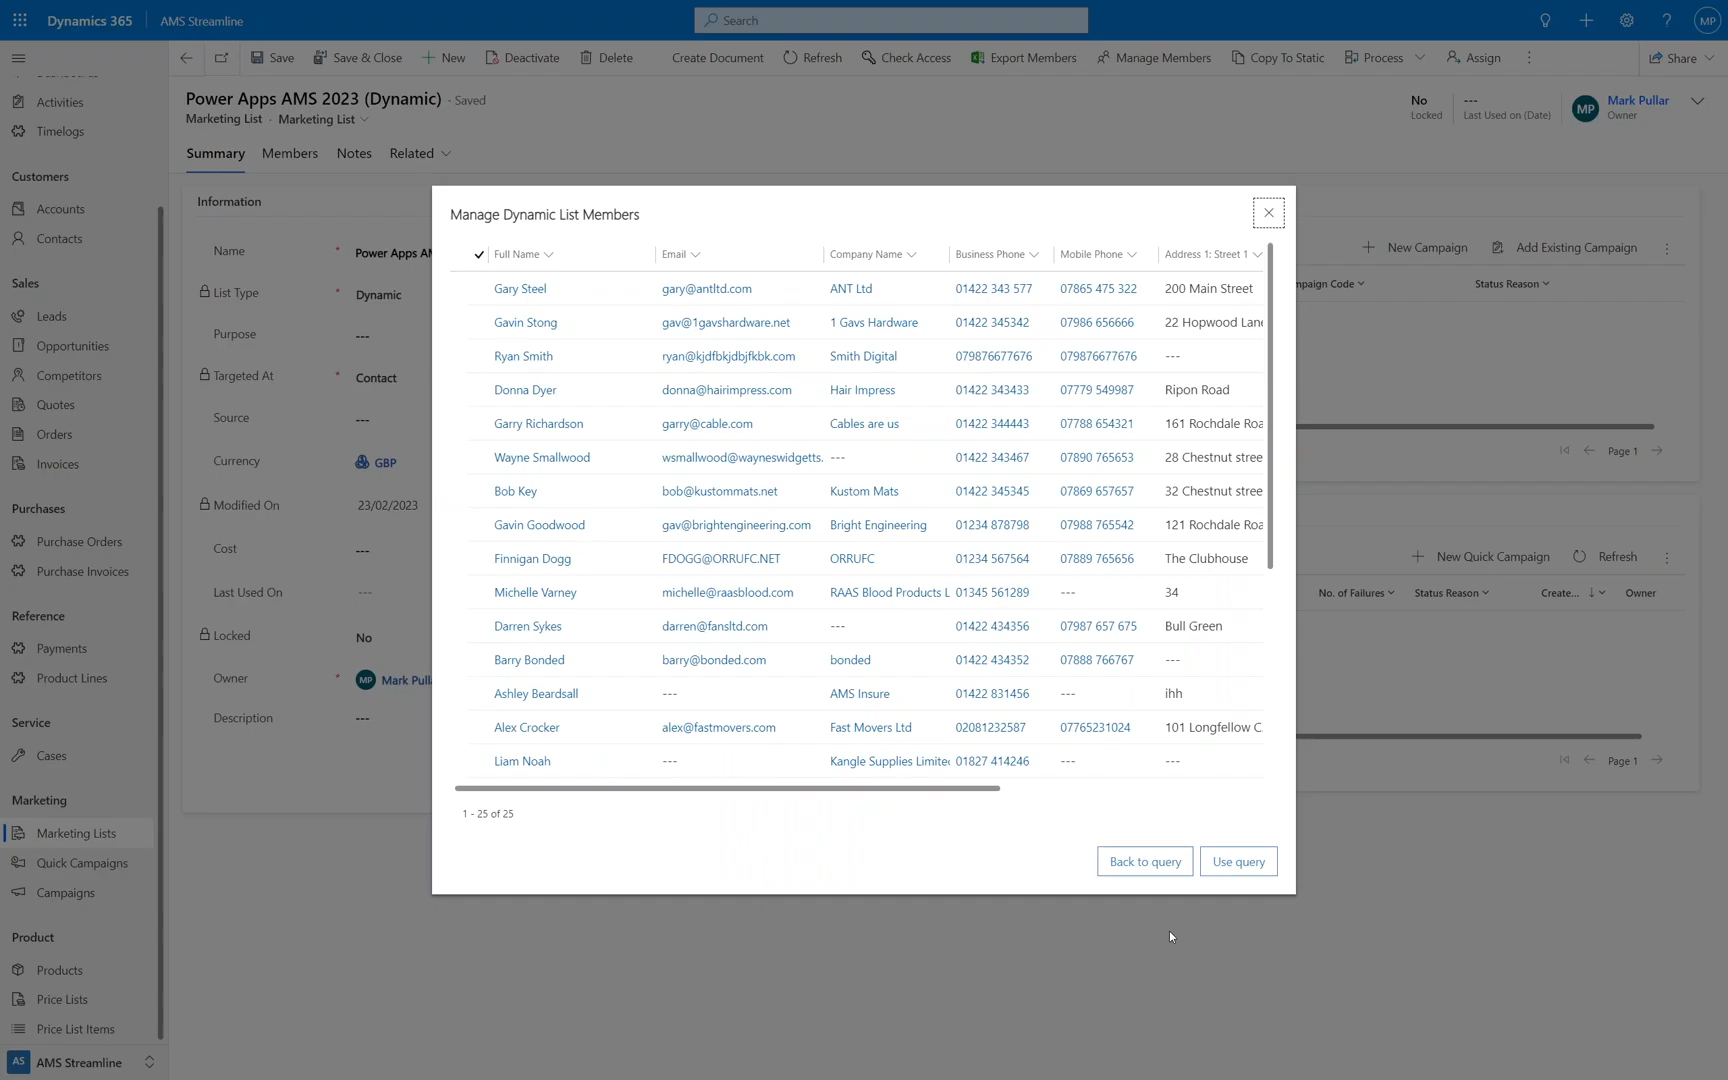 Dynamics 365
AMS Streamline
Search
MP
Save
Save & Close
New
Deactivate
Delete
Create Document
Refresh
Check Access
Export Members
Manage Members
Copy To Static
Process
Assign
Share
Power Apps AMS 2023 (Dynamic) - Saved
Marketing List · Marketing List
No
Locked
---
Last Used on (Date)
MP
Mark Pullar
Owner
Summary
Members
Notes
Related
Activities
Timelogs
Customers
Accounts
Contacts
Sales
Leads
Opportunities
Competitors
Quotes
Orders
Invoices
Purchases
Purchase Orders
Purchase Invoices
Reference
Payments
Product Lines
Service
Cases
Marketing
Marketing Lists
Quick Campaigns
Campaigns
Product
Products
Price Lists
Price List Items
AS AMS Streamline
Information
Name * Power Apps AM
List Type * Dynamic
Purpose ---
Targeted At * Contact
Source ---
Currency GBP
Modified On 23/02/2023
Cost ---
Last Used On ---
Locked No
Owner * MP Mark Pulla
Description ---
Manage Dynamic List Members
Full Name Email Company Name Business Phone Mobile Phone Address 1: Street 1
Gary Steel gary@antltd.com ANT Ltd 01422 343 577 07865 475 322 200 Main Street
Gavin Stong gav@1gavshardware.net 1 Gavs Hardware 01422 345342 07986 656666 22 Hopwood Lane
Ryan Smith ryan@kjdfbkjdbjfkbk.com Smith Digital 079876677676 079876677676 ---
Donna Dyer donna@hairimpress.com Hair Impress 01422 343433 07779 549987 Ripon Road
Garry Richardson garry@cable.com Cables are us 01422 344443 07788 654321 161 Rochdale Roa
Wayne Smallwood wsmallwood@wayneswidgetts. --- 01422 343467 07890 765653 28 Chestnut stree
Bob Key bob@kustommats.net Kustom Mats 01422 345345 07869 657657 32 Chestnut stree
Gavin Goodwood gav@brightengineering.com Bright Engineering 01234 878798 07988 765542 121 Rochdale Roa
Finnigan Dogg FDOGG@ORRUFC.NET ORRUFC 01234 567564 07889 765656 The Clubhouse
Michelle Varney michelle@raasblood.com RAAS Blood Products L 01345 561289 --- 34
Darren Sykes darren@fansltd.com --- 01422 434356 07987 657 675 Bull Green
Barry Bonded barry@bonded.com bonded 01422 434352 07888 766767 ---
Ashley Beardsall --- AMS Insure 01422 831456 --- ihh
Alex Crocker alex@fastmovers.com Fast Movers Ltd 02081232587 07765231024 101 Longfellow C
Liam Noah --- Kangle Supplies Limite 01827 414246 --- ---
1 - 25 of 25
Back to query
Use query
New Campaign
Add Existing Campaign
mpaign Code
Status Reason
Page 1
New Quick Campaign
Refresh
No. of Failures
Status Reason
Create...
Owner
Page 1